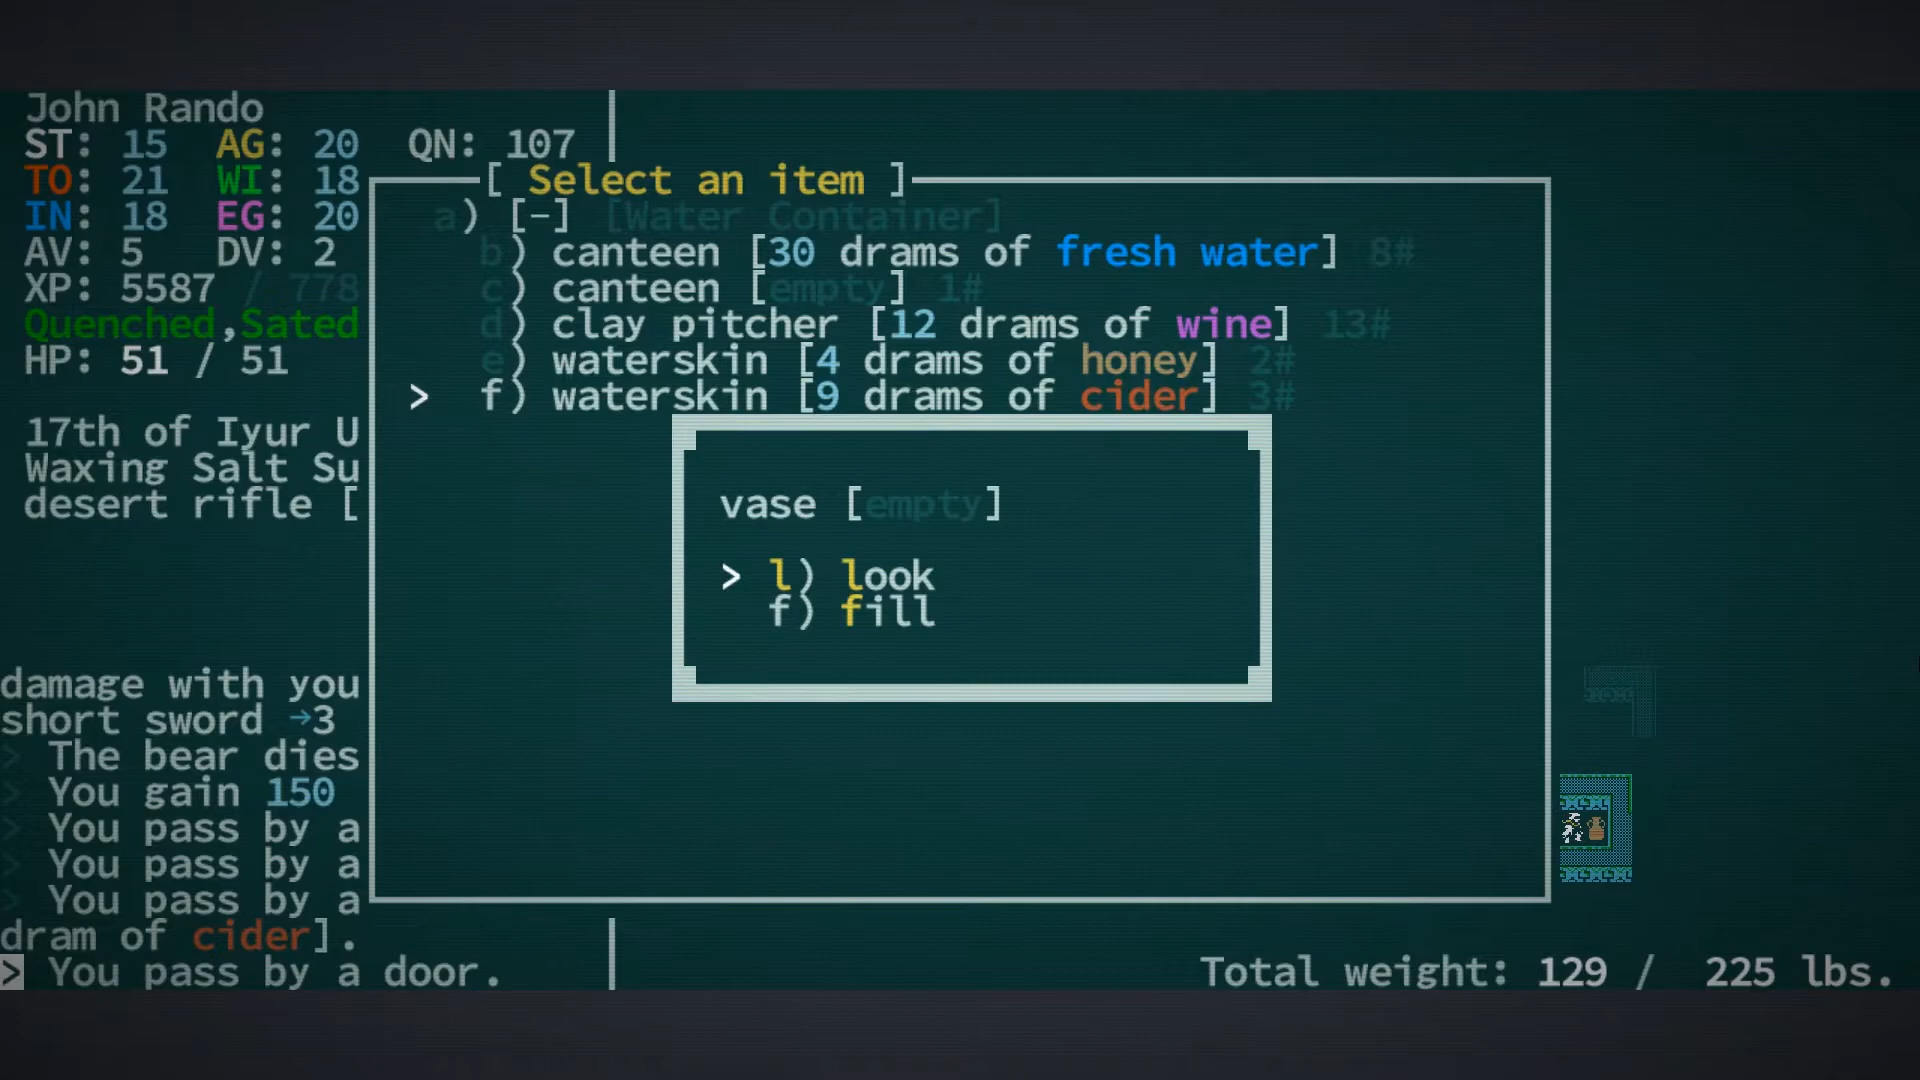 John Rando
ST: 15 AG: 20 QN: 107
TO: 21 WI: 18
IN: 18 EG: 20
AV: 5 DV: 2
XP: 5587 / 778
Quenched,Sated
HP: 51 / 51
17th of Iyur U
Waxing Salt Su
desert rifle [
damage with you
short sword →3
> The bear dies
> You gain 150
> You pass by a
> You pass by a
> You pass by a
dram of cider].
> You pass by a door.
[ Select an item ]
a) [-] [Water Container]
b) canteen [30 drams of fresh water] 8#
c) canteen [empty] 1#
d) clay pitcher [12 drams of wine] 13#
e) waterskin [4 drams of honey] 2#
> f) waterskin [9 drams of cider] 3#
vase [empty]
> l) look
f) fill
Total weight: 129 / 225 lbs.